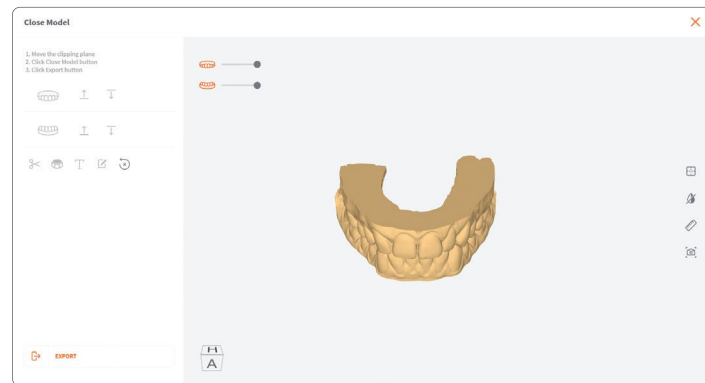 Close Model
1. Move the clipping plane
2. Click Close Model button
3. Click Export button
T
EXPORT
H
A